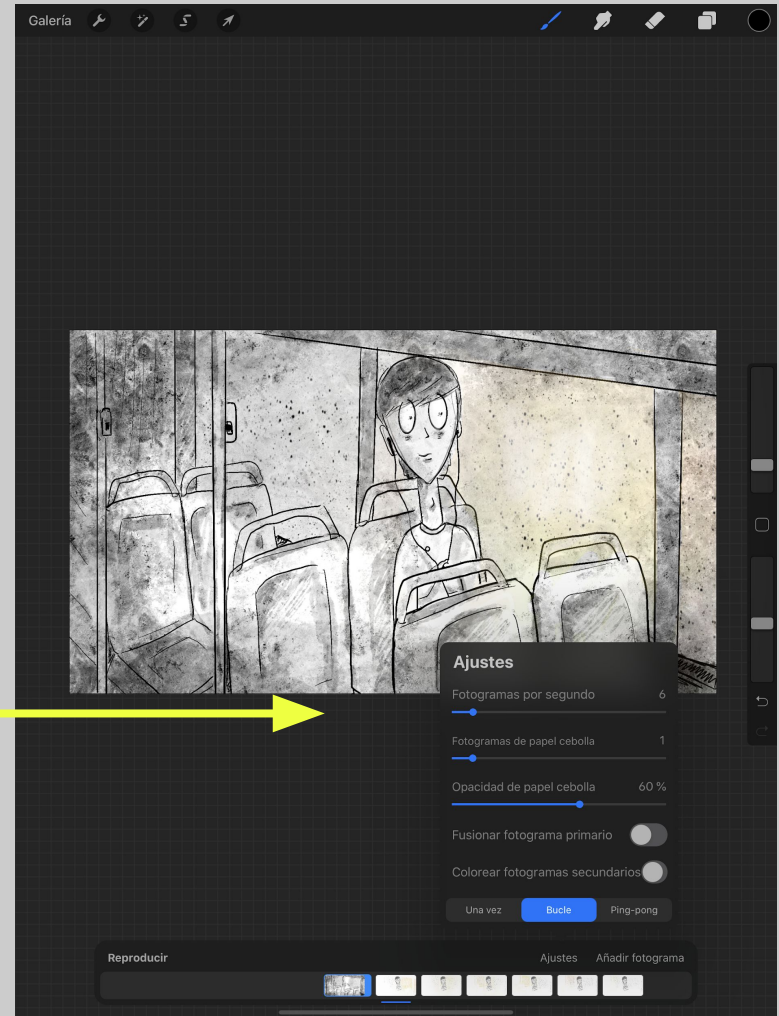 Galería
Ajustes
Fotogramas por segundo 6
Fotogramas de papel cebolla 1
Opacidad de papel cebolla 60 %
Fusionar fotograma primario
Colorear fotogramas secundarios
Una vez Bucle Ping-pong
Reproducir Ajustes Añadir fotograma